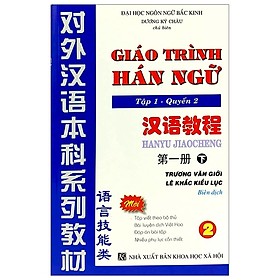 对外汉语本科系列教材
语言技能类
ĐẠI HỌC NGÔN NGỮ BẮC KINH
DƯƠNG KÝ CHÂU
chủ biên
GIÁO TRÌNH
HÁN NGỮ
Tập 1 - Quyển 2
汉语教程
HANYU JIAOCHENG
第一册 下
TRƯƠNG VĂN GIỚI
LÊ KHẮC KIỀU LỤC
Biên dịch
Mới
Tập viết theo bộ thủ
Bài luyện dịch Việt Hoa
Đáp án bài tập
Nhiều phụ lục cần thiết
2
NHÀ XUẤT BẢN KHOA HỌC XÃ HỘI